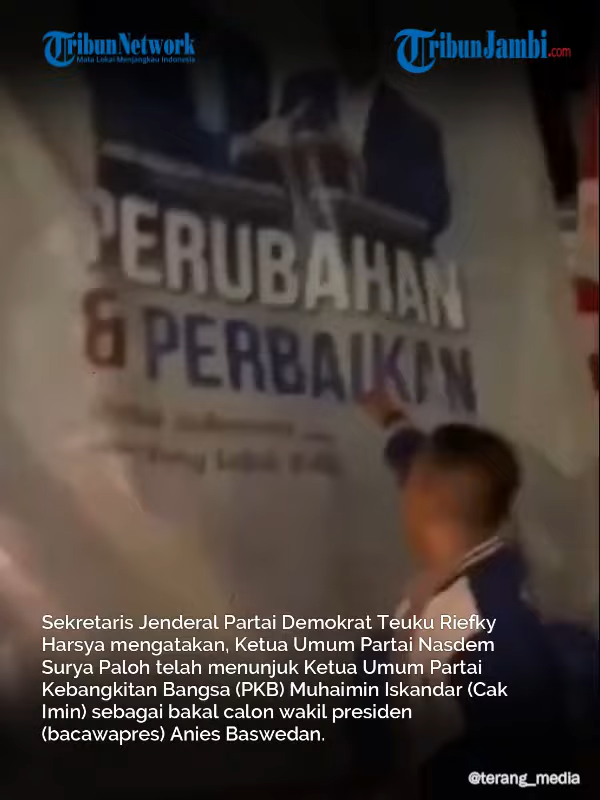 TribunNetwork
Mata Lokal Menjangkau Indonesia
TribunJambi.com
PERUBAHAN
& PERBAIKAN
Sekretaris Jenderal Partai Demokrat Teuku Riefky
Harsya mengatakan, Ketua Umum Partai Nasdem
Surya Paloh telah menunjuk Ketua Umum Partai
Kebangkitan Bangsa (PKB) Muhaimin Iskandar (Cak
Imin) sebagai bakal calon wakil presiden
(bacawapres) Anies Baswedan.
@terang_media